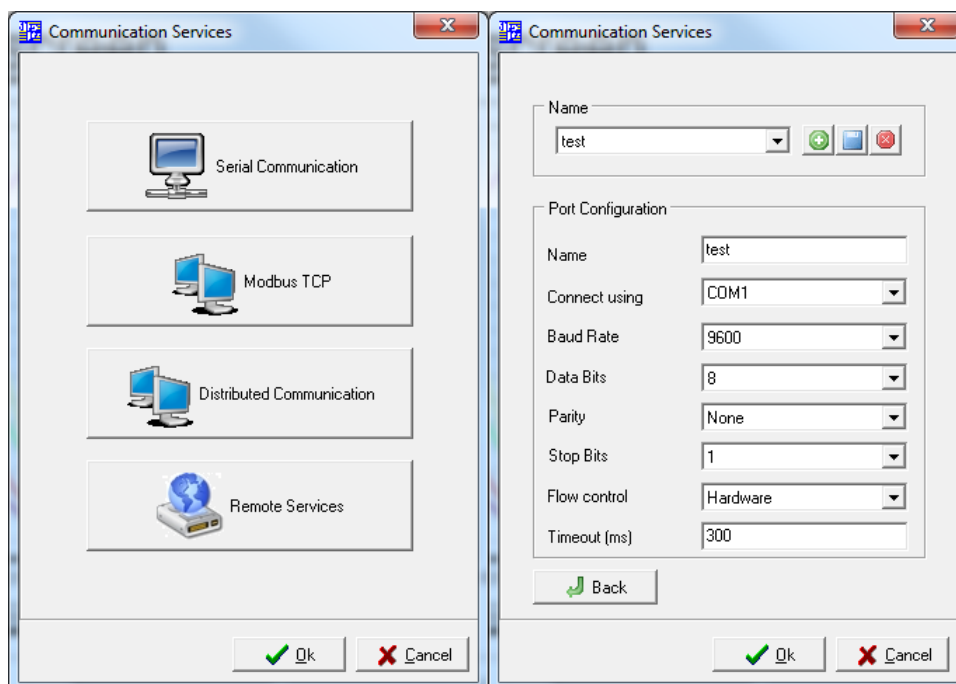 Communication Services
Serial Communication
Modbus TCP
Distributed Communication
Remote Services
Ok
Cancel
Communication Services
Name
test
Port Configuration
Name
test
Connect using
COM1
Baud Rate
9600
Data Bits
8
Parity
None
Stop Bits
1
Flow control
Hardware
Timeout (ms)
300
Back
Ok
Cancel